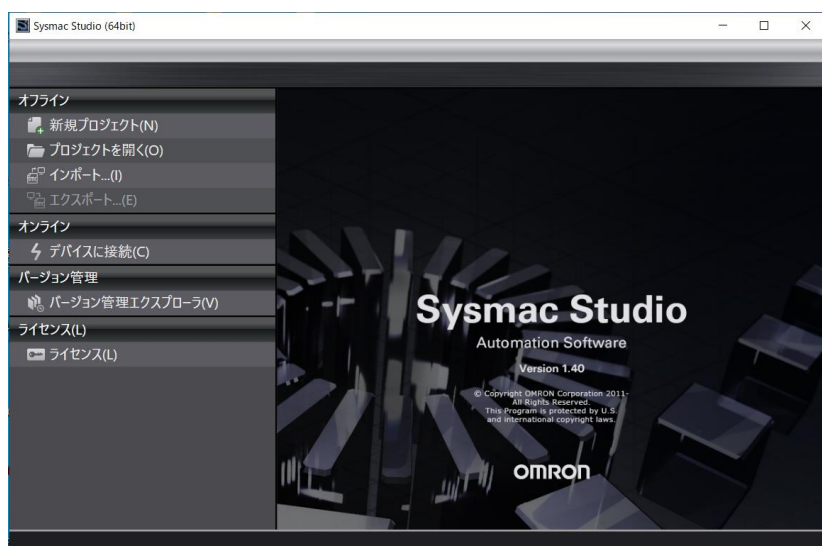 Sysmac Studio (64bit)
オフライン
新規プロジェクト(N)
プロジェクトを開く(O)
インポート...(I)
エクスポート...(E)
オンライン
デバイスに接続(C)
バージョン管理
バージョン管理エクスプローラ(V)
ライセンス(L)
ライセンス(L)
Sysmac Studio
Automation Software
Version 1.40
© Copyright OMRON Corporation 2011-
All Rights Reserved.
This Program is protected by U.S.
and international copyright laws.
OMRON